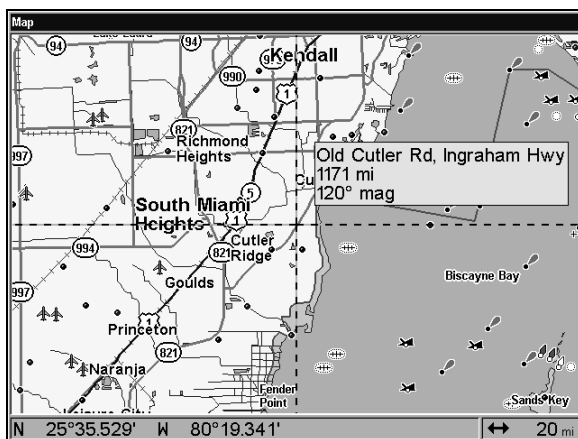 Map
94
94
Kendall
990
1
997
821
Richmond
Heights
Old Cutler Rd, Ingraham Hwy
1171 mi
120° mag
5
South Miami
Heights
1
994
821
Cutler
Ridge
997
Goulds
Biscayne Bay
1
Princeton
821
Naranja
Fender
Point
Sands Key
N 25°35.529' W 80°19.341' ↔ 20 mi